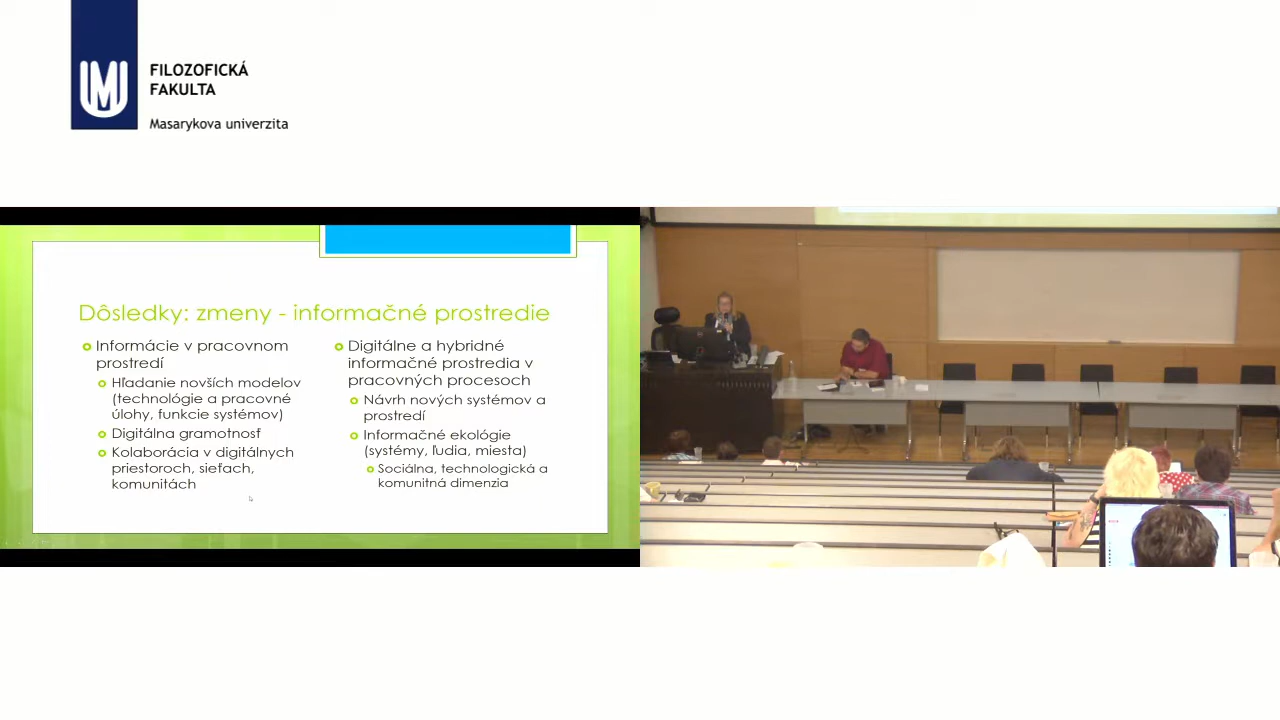 FILOZOFICKÁ
FAKULTA
Masarykova univerzita
Dôsledky: zmeny - informačné prostredie
Informácie v pracovnom
prostredí
Hľadanie novších modelov
(technológie a pracovné
úlohy, funkcie systémov)
Digitálna gramotnosť
Kolaborácia v digitálnych
priestoroch, sieťach,
komunitách
Digitálne a hybridné
informačné prostredia v
pracovných procesoch
Návrh nových systémov a
prostredí
Informačné ekológie
(systémy, ľudia, miesta)
Sociálna, technologická a
komunitná dimenzia